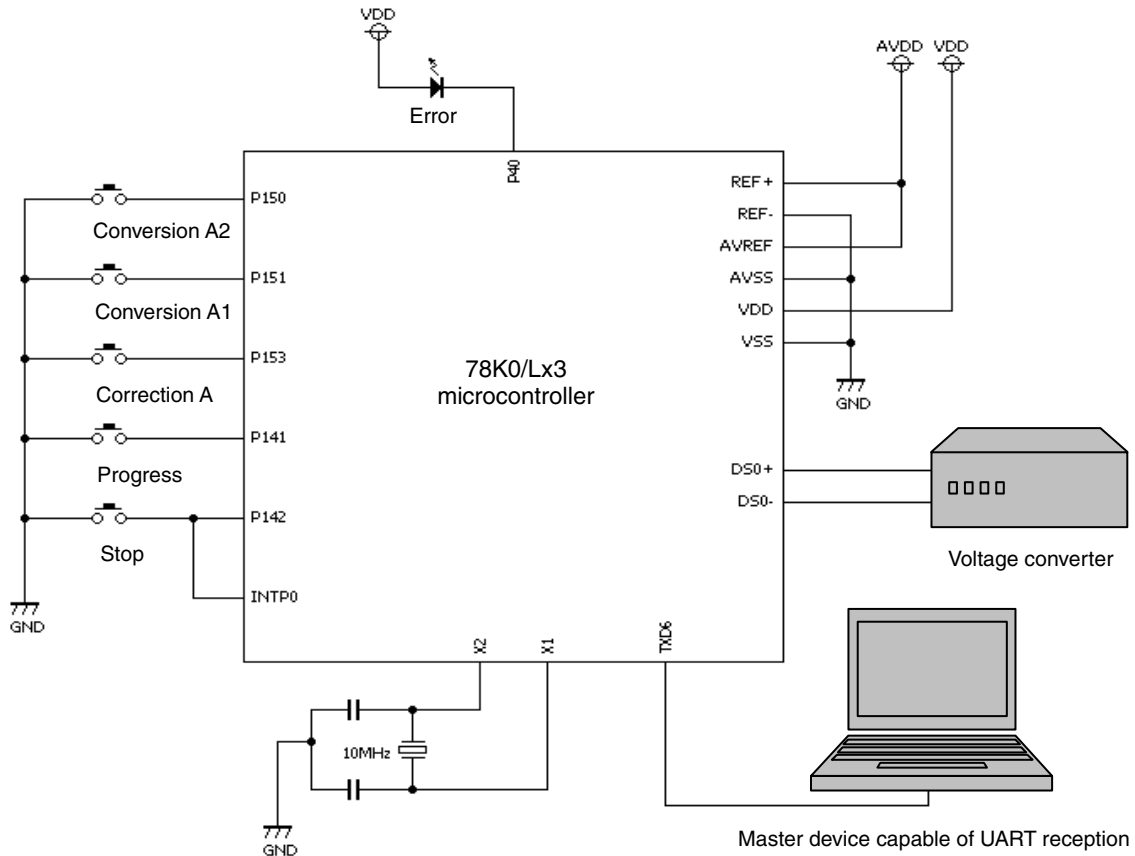 VDD
AVDD VDD
Error
P40
P150
REF+
Conversion A2
REF-
AVREF
P151
AVSS
Conversion A1
VDD
VSS
P153
78K0/Lx3
microcontroller
Correction A
GND
P141
Progress
DS0+
P142
DS0-
Stop
Voltage converter
INTP0
GND
X2
X1
TXD6
10MHz
GND
Master device capable of UART reception